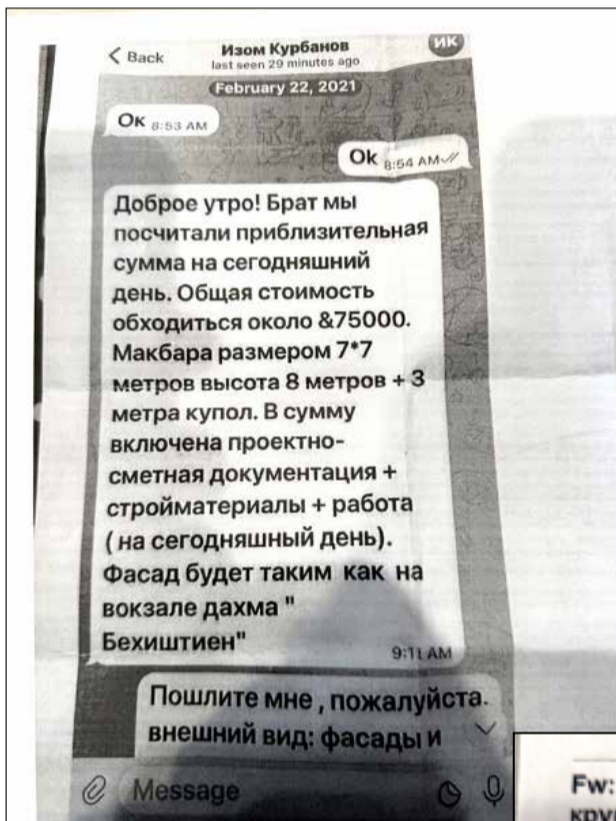 Back
Изом Курбанов
last seen 29 minutes ago
ИК
February 22, 2021
Ок 8:53 AM
Ok 8:54 AM
Доброе утро! Брат мы
посчитали приблизительная
сумма на сегодняшний
день. Общая стоимость
обходиться около &75000.
Макбара размером 7*7
метров высота 8 метров + 3
метра купол. В сумму
включена проектно-
сметная документация +
стройматериалы + работа
( на сегодняшный день).
Фасад будет таким как на
вокзале дахма "
Бехиштиен"
9:11 AM
Пошлите мне , пожалуйста.
внешний вид: фасады и
Message
Fw: